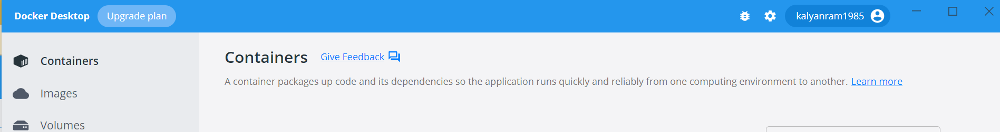 Docker Desktop Upgrade plan kalyanram1985
Containers
Images
Volumes
Containers Give Feedback
A container packages up code and its dependencies so the application runs quickly and reliably from one computing environment to another. Learn more